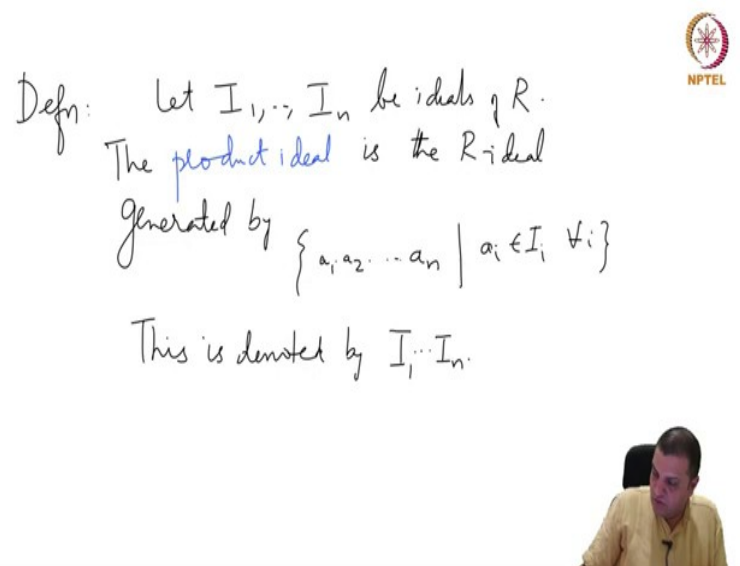 NPTEL
Defn: Let I₁,.., Iₙ be ideals of R.
The product ideal is the R-ideal
generated by { a₁a₂...aₙ | aᵢ ∈ Iᵢ ∀i }
This is denoted by I₁...Iₙ.